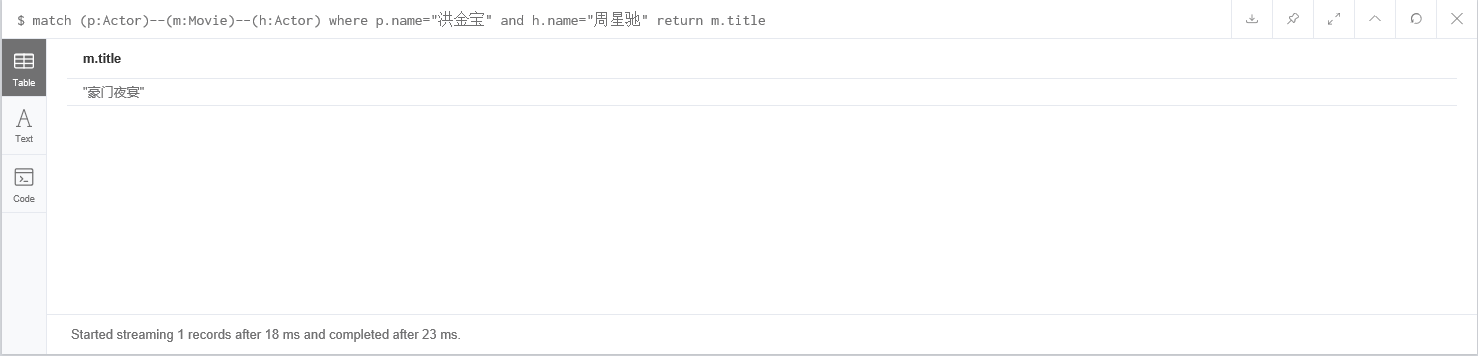 $ match (p:Actor)--(m:Movie)--(h:Actor) where p.name="洪金宝" and h.name="周星驰" return m.title
m.title
Table
"豪门夜宴"
Text
Code
Started streaming 1 records after 18 ms and completed after 23 ms.